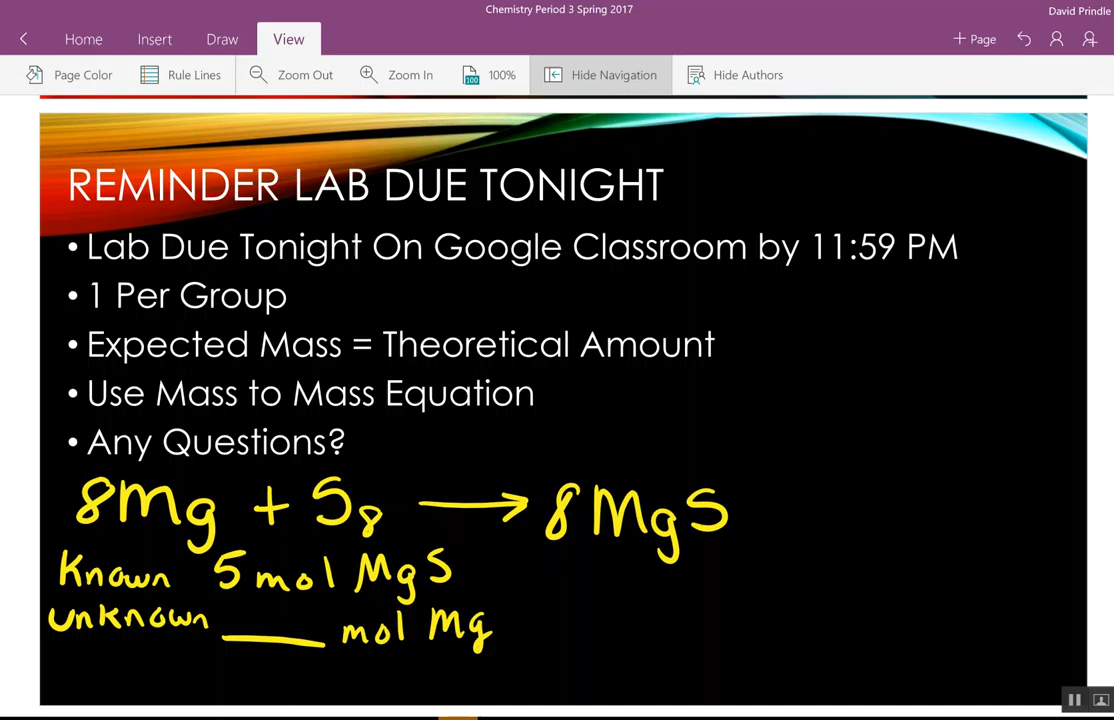 Chemistry Period 3 Spring 2017
David Prindle
Home Insert Draw View
Page
Page Color Rule Lines Zoom Out Zoom In 100% Hide Navigation Hide Authors
REMINDER LAB DUE TONIGHT
• Lab Due Tonight On Google Classroom by 11:59 PM
• 1 Per Group
• Expected Mass = Theoretical Amount
• Use Mass to Mass Equation
• Any Questions?
8Mg + S₈ → 8MgS
Known 5 mol MgS
unknown ____ mol Mg